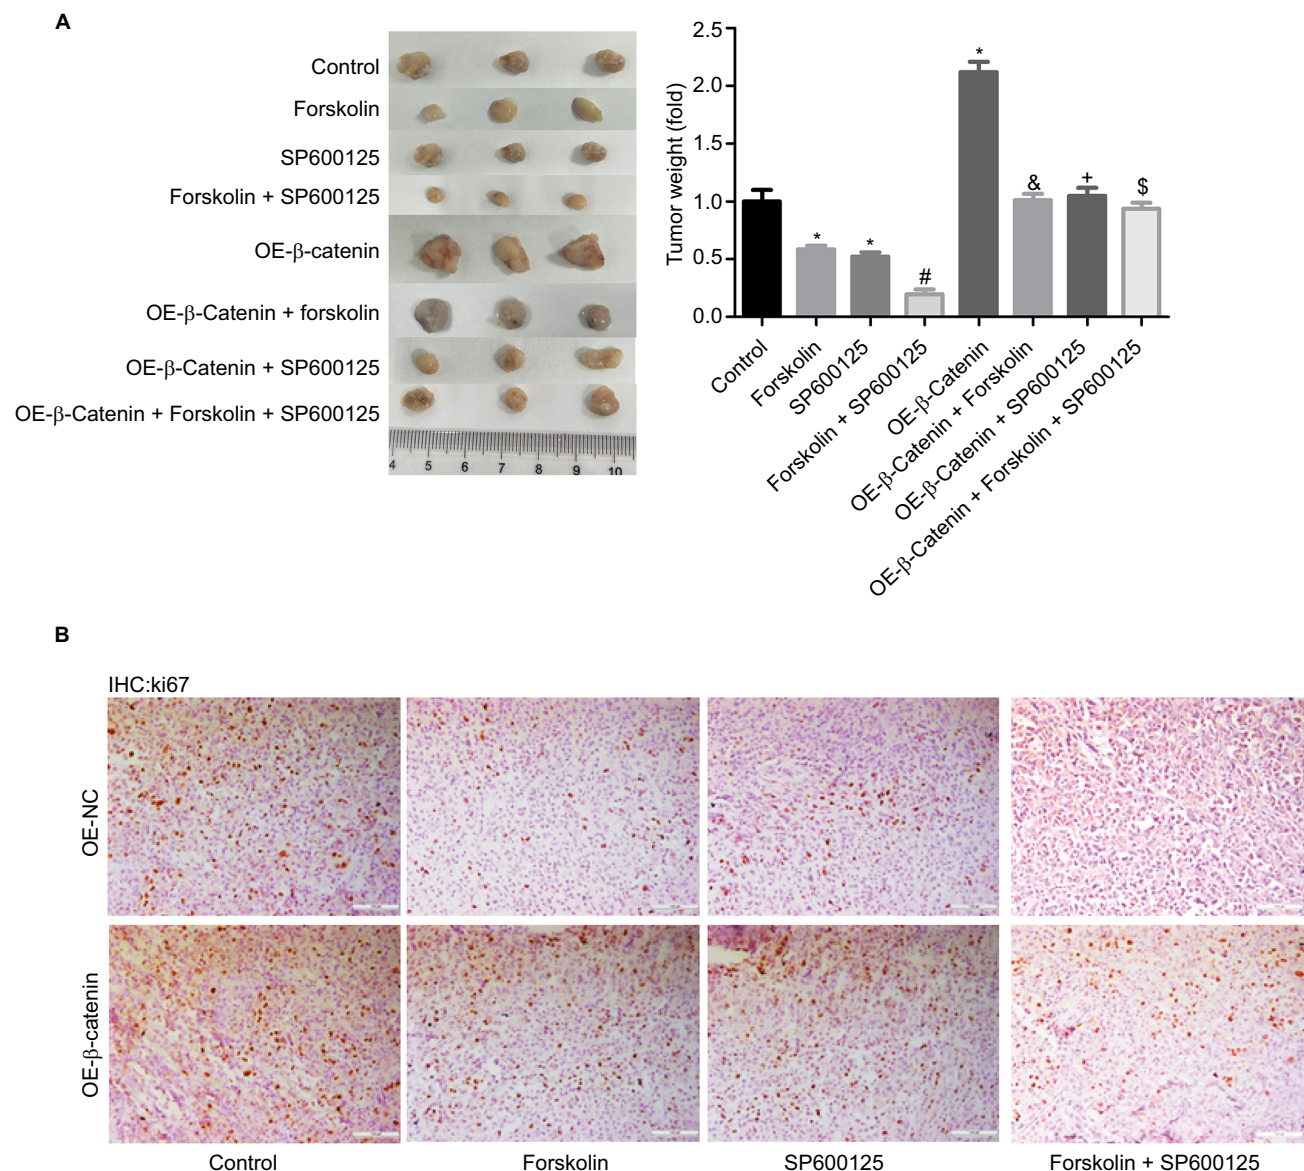 A
Control
Forskolin
SP600125
Forskolin + SP600125
OE-β-catenin
OE-β-Catenin + forskolin
OE-β-Catenin + SP600125
OE-β-Catenin + Forskolin + SP600125
4 5 6 7 8 9 10
Tumor weight (fold)
2.5
2.0
1.5
1.0
0.5
0.0
*
*
#
*
&
+
$
Control
Forskolin
SP600125
Forskolin + SP600125
OE-β-Catenin
OE-β-Catenin + Forskolin
OE-β-Catenin + SP600125
OE-β-Catenin + Forskolin + SP600125
B
IHC:ki67
OE-NC
OE-β-catenin
Control
Forskolin
SP600125
Forskolin + SP600125